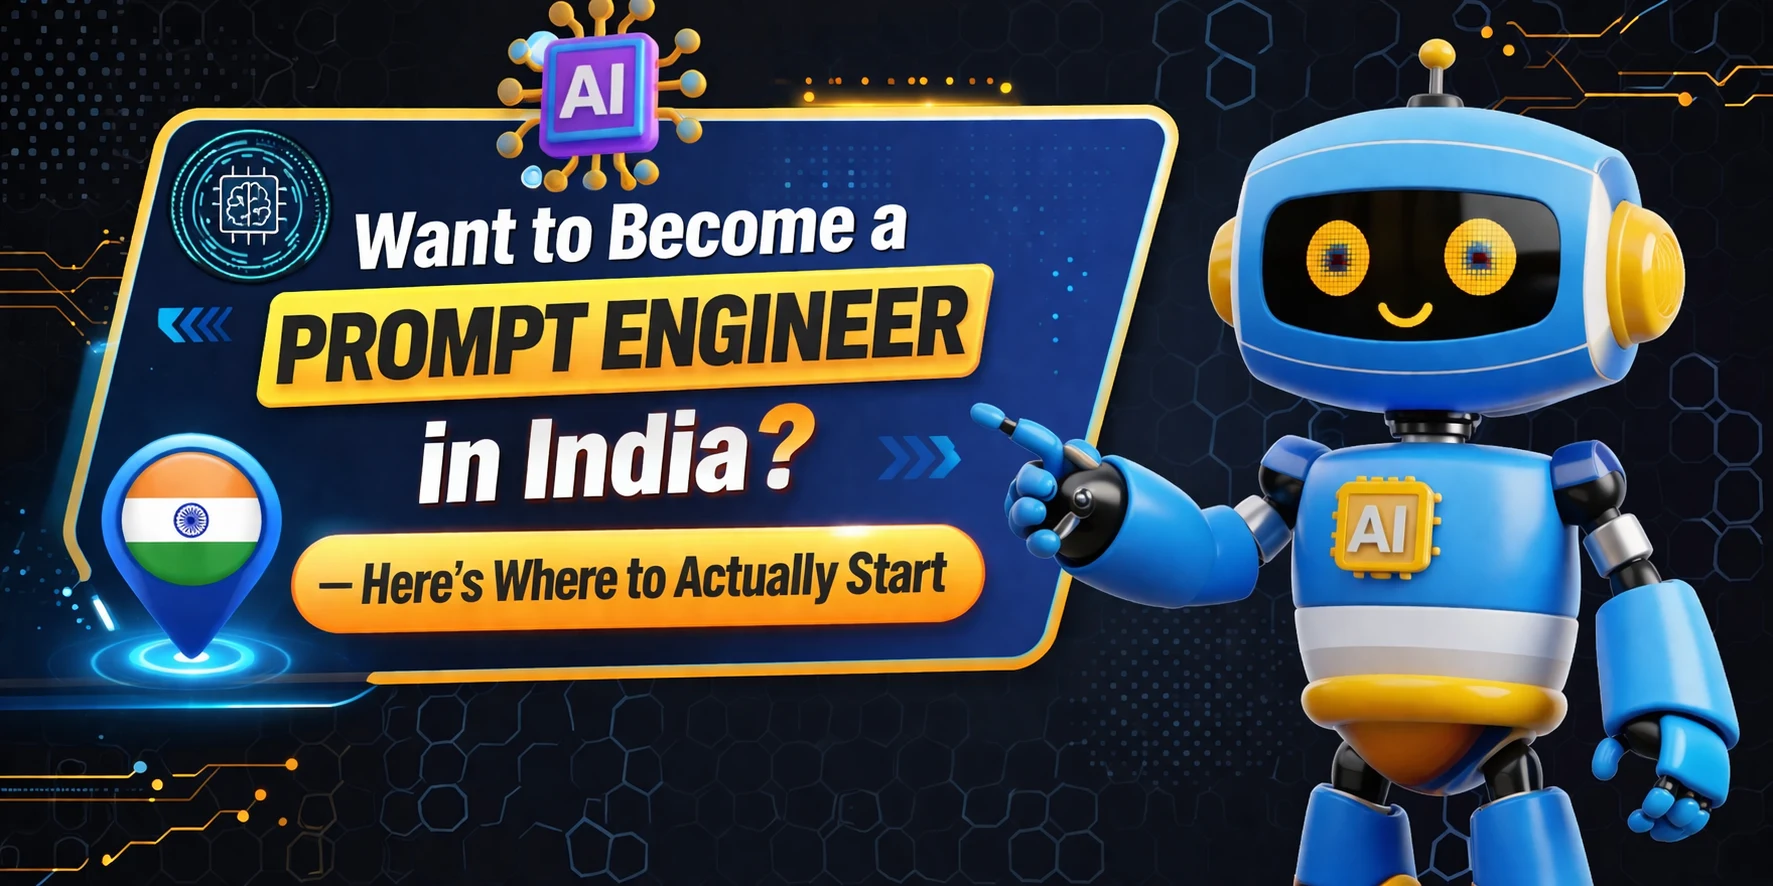 AI
Want to Become a
PROMPT ENGINEER
in India?
– Here's Where to Actually Start
AI